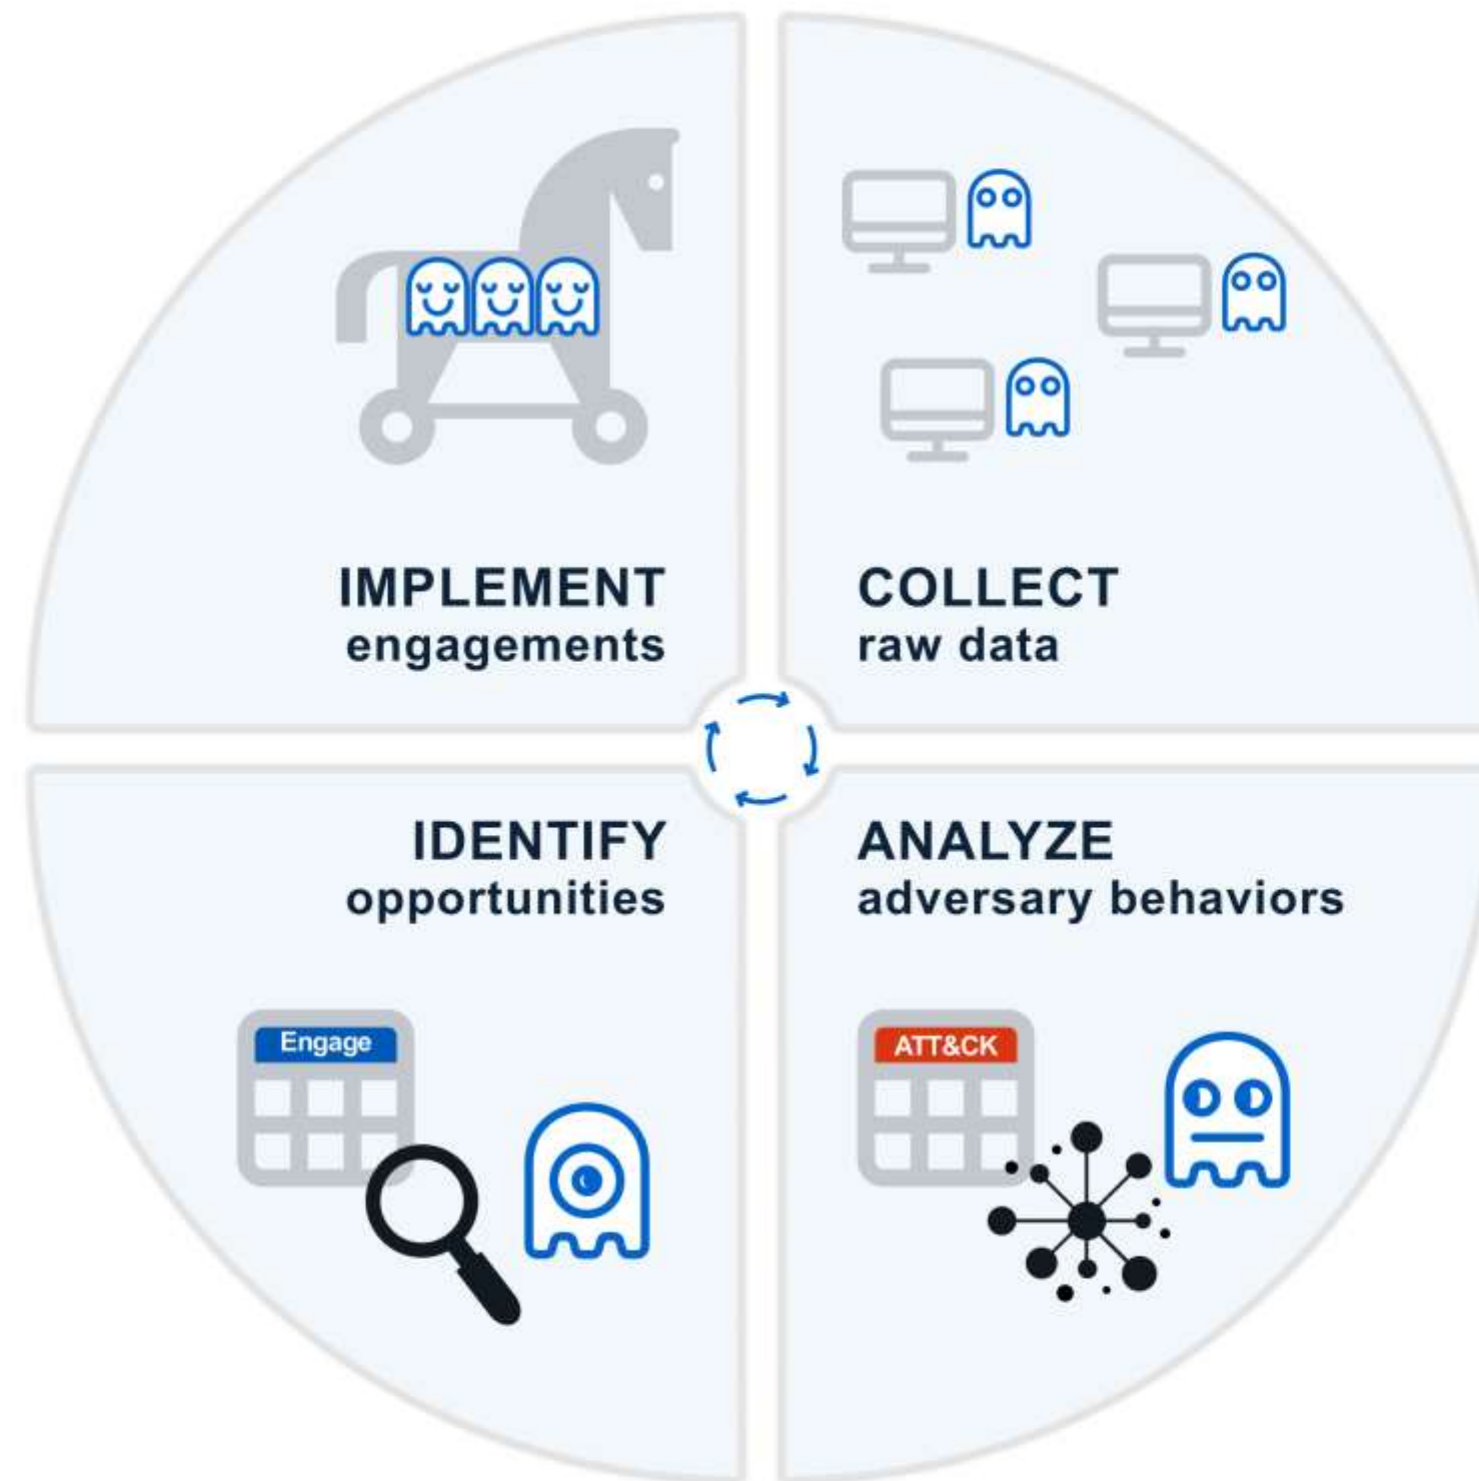 IMPLEMENT
engagements
COLLECT
raw data
IDENTIFY
opportunities
ANALYZE
adversary behaviors
Engage
ATT&CK